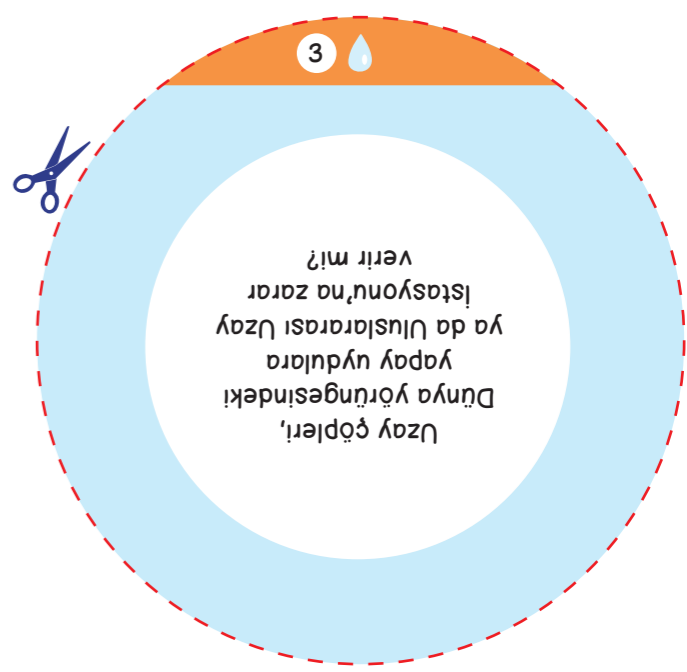 3
Uzay çöpleri,
Dünya yörüngesindeki
yapay uydulara
ya da Uluslararası Uzay
İstasyonu'na zarar
verir mi?